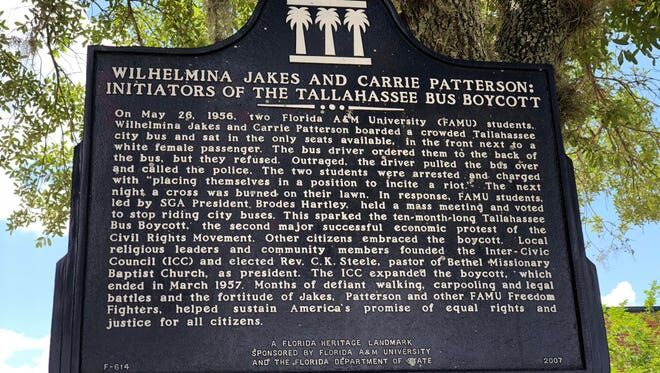 WILHELMINA JAKES AND CARRIE PATTERSON:
INITIATORS OF THE TALLAHASSEE BUS BOYCOTT
On May 26, 1956, two Florida A&M University (FAMU) students,
Wilhelmina Jakes and Carrie Patterson boarded a crowded Tallahassee
city bus and sat in the only seats available, in the front next to a
white female passenger. The bus driver ordered them to the back of
the bus, but they refused. Outraged, the driver pulled the bus over
and called the police. The two students were arrested and charged
with "placing themselves in a position to incite a riot." The next
night a cross was burned on their lawn. In response, FAMU students,
led by SGA President Brodes Hartley, held a mass meeting and voted
to stop riding city buses. This sparked the ten-month-long Tallahassee
Bus Boycott, the second major successful economic protest of the
Civil Rights Movement. Other citizens embraced the boycott. Local
religious leaders and community members founded the Inter-Civic
Council (ICC) and elected Rev. C.K. Steele, pastor of Bethel Missionary
Baptist Church, as president. The ICC expanded the boycott, which
ended in March 1957. Months of defiant walking, carpooling and legal
battles and the fortitude of Jakes, Patterson and other FAMU Freedom
Fighters, helped sustain America's promise of equal rights and
justice for all citizens.
A FLORIDA HERITAGE LANDMARK
SPONSORED BY FLORIDA A&M UNIVERSITY
AND THE FLORIDA DEPARTMENT OF STATE
F-614 2007